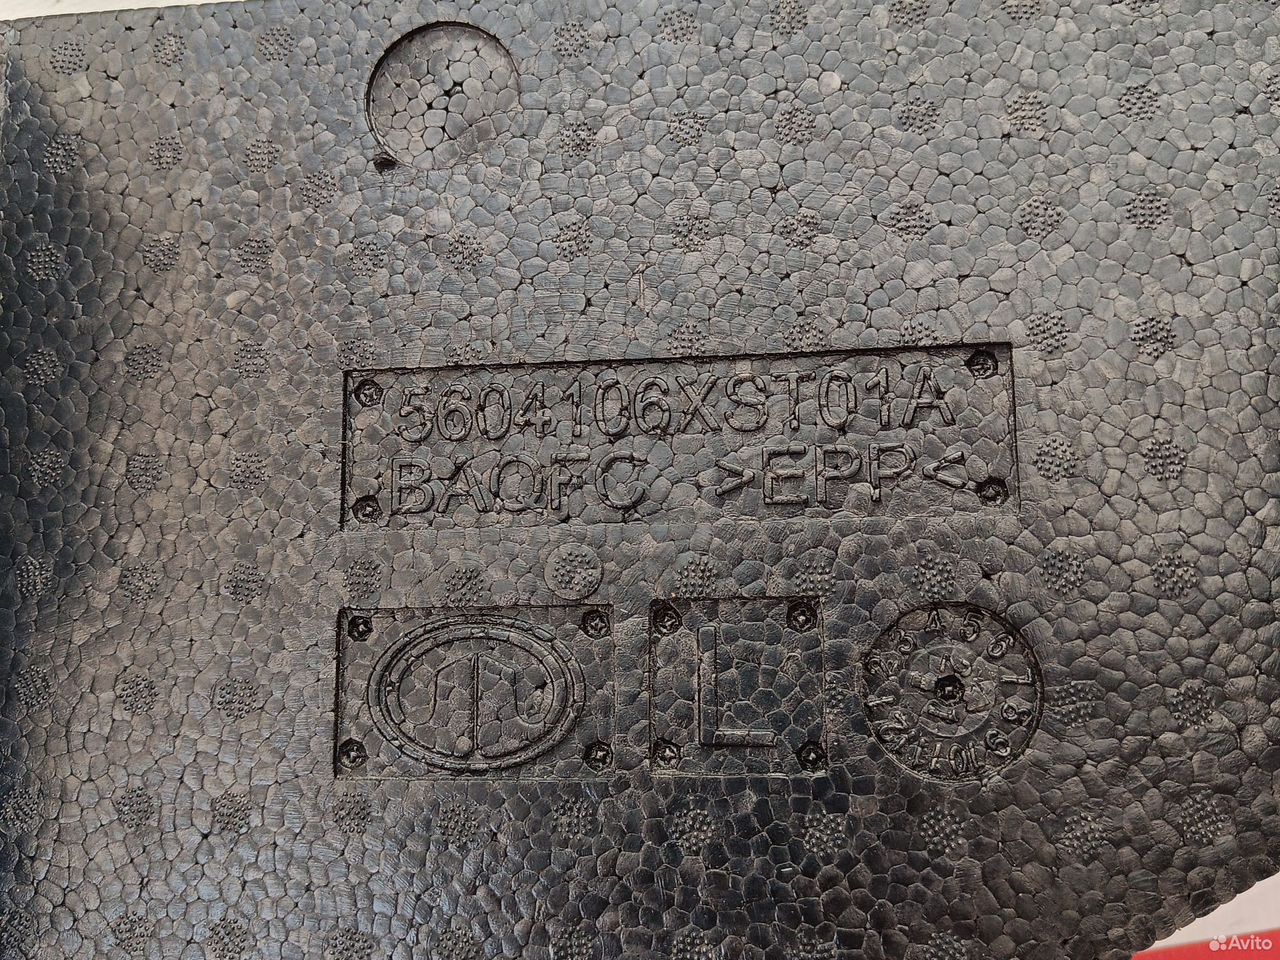 5604106XST01A
BAQFC >EPP<
L
Avito